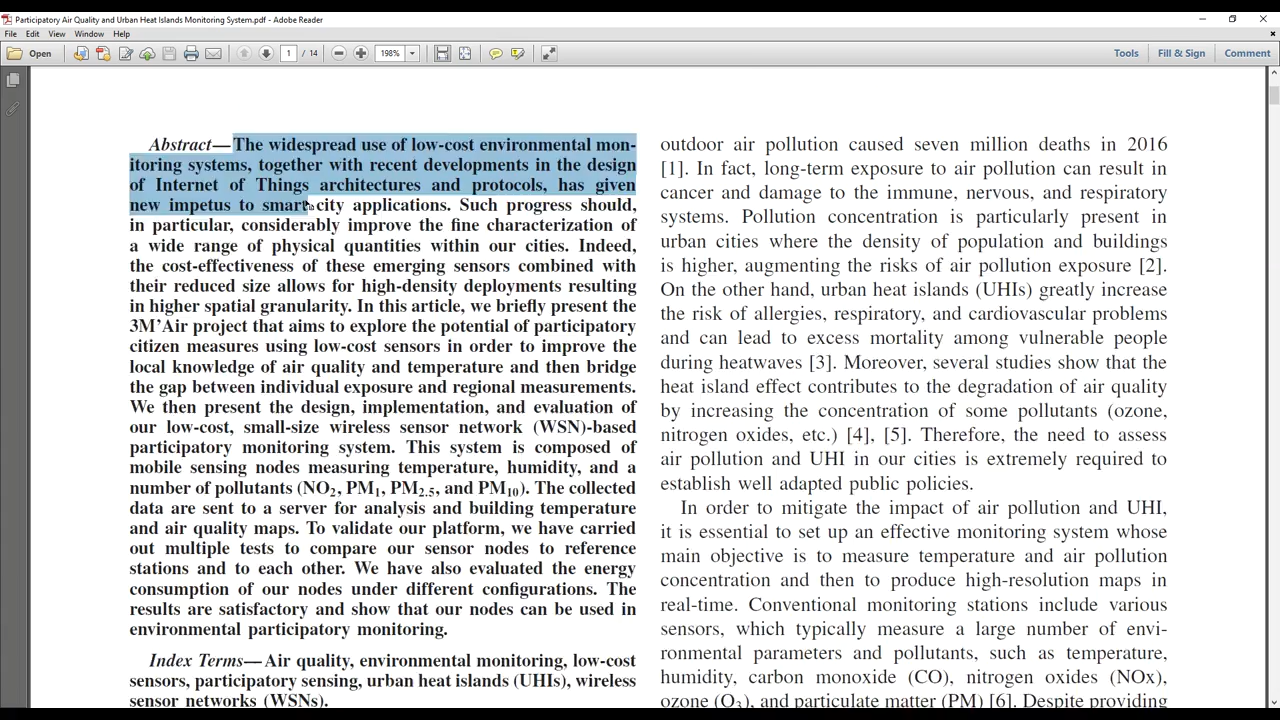 Participatory Air Quality and Urban Heat Islands Monitoring System.pdf - Adobe Reader
File Edit View Window Help
Open 1 / 14 198% Tools Fill & Sign Comment
Abstract—The widespread use of low-cost environmental mon-
itoring systems, together with recent developments in the design
of Internet of Things architectures and protocols, has given
new impetus to smart city applications. Such progress should,
in particular, considerably improve the fine characterization of
a wide range of physical quantities within our cities. Indeed,
the cost-effectiveness of these emerging sensors combined with
their reduced size allows for high-density deployments resulting
in higher spatial granularity. In this article, we briefly present the
3M'Air project that aims to explore the potential of participatory
citizen measures using low-cost sensors in order to improve the
local knowledge of air quality and temperature and then bridge
the gap between individual exposure and regional measurements.
We then present the design, implementation, and evaluation of
our low-cost, small-size wireless sensor network (WSN)-based
participatory monitoring system. This system is composed of
mobile sensing nodes measuring temperature, humidity, and a
number of pollutants (NO2, PM1, PM2.5, and PM10). The collected
data are sent to a server for analysis and building temperature
and air quality maps. To validate our platform, we have carried
out multiple tests to compare our sensor nodes to reference
stations and to each other. We have also evaluated the energy
consumption of our nodes under different configurations. The
results are satisfactory and show that our nodes can be used in
environmental participatory monitoring.
Index Terms—Air quality, environmental monitoring, low-cost
sensors, participatory sensing, urban heat islands (UHIs), wireless
sensor networks (WSNs).
outdoor air pollution caused seven million deaths in 2016
[1]. In fact, long-term exposure to air pollution can result in
cancer and damage to the immune, nervous, and respiratory
systems. Pollution concentration is particularly present in
urban cities where the density of population and buildings
is higher, augmenting the risks of air pollution exposure [2].
On the other hand, urban heat islands (UHIs) greatly increase
the risk of allergies, respiratory, and cardiovascular problems
and can lead to excess mortality among vulnerable people
during heatwaves [3]. Moreover, several studies show that the
heat island effect contributes to the degradation of air quality
by increasing the concentration of some pollutants (ozone,
nitrogen oxides, etc.) [4], [5]. Therefore, the need to assess
air pollution and UHI in our cities is extremely required to
establish well adapted public policies.
In order to mitigate the impact of air pollution and UHI,
it is essential to set up an effective monitoring system whose
main objective is to measure temperature and air pollution
concentration and then to produce high-resolution maps in
real-time. Conventional monitoring stations include various
sensors, which typically measure a large number of envi-
ronmental parameters and pollutants, such as temperature,
humidity, carbon monoxide (CO), nitrogen oxides (NOx),
ozone (O3), and particulate matter (PM) [6]. Despite providing